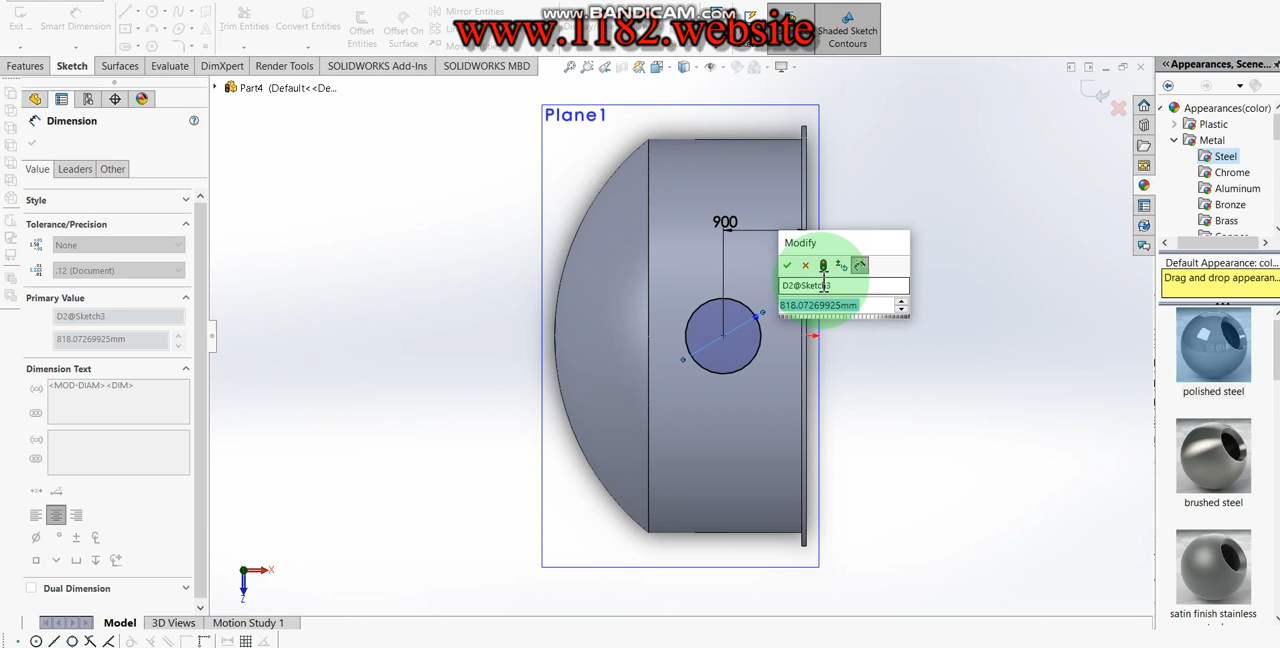 www.BANDICAM.com
www.1182.website
Exit ...
Smart Dimension
Trim Entities
Convert Entities
Offset Entities
Offset On Surface
Mirror Entities
Shaded Sketch Contours
Features
Sketch
Surfaces
Evaluate
DimXpert
Render Tools
SOLIDWORKS Add-Ins
SOLIDWORKS MBD
Part4 (Default<<De...
Dimension
Value
Leaders
Other
Style
Tolerance/Precision
None
.12 (Document)
Primary Value
D2@Sketch3
818.07269925mm
Dimension Text
<MOD-DIAM><DIM>
Dual Dimension
Plane1
900
Modify
D2@Sketch3
818.07269925mm
X
Z
Model
3D Views
Motion Study 1
Appearances, Scene...
Appearances(color)
Plastic
Metal
Steel
Chrome
Aluminum
Bronze
Brass
Default Appearance: col...
Drag and drop appearan...
polished steel
brushed steel
satin finish stainless